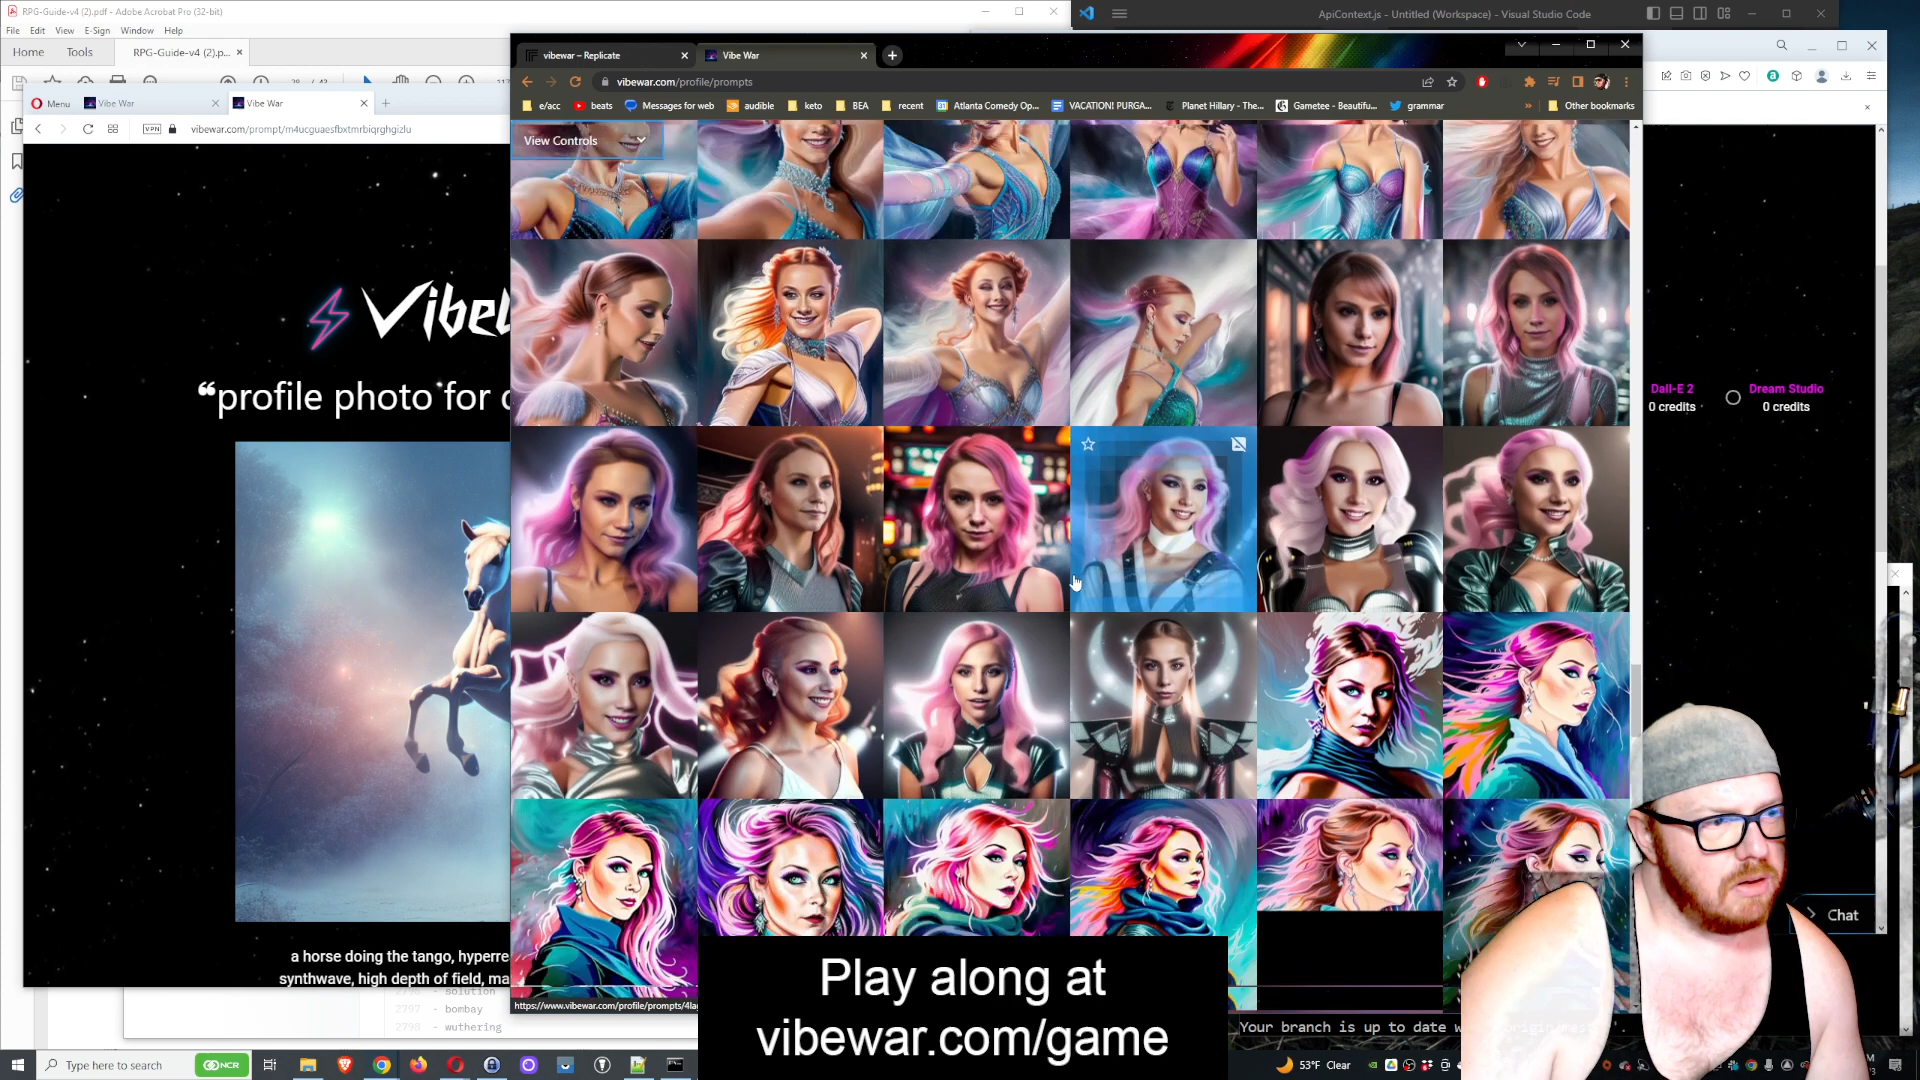 RPG-Guide-v4 (2).pdf - Adobe Acrobat Pro (32-bit)
File Edit View E-Sign Window Help
Home Tools RPG-Guide-v4 (2).p... ×
ApiContext.js - Untitled (Workspace) - Visual Studio Code
Menu Vibe War Vibe War
VPN vibewar.com/prompt/m4ucguaesfbxtmrbiqrghgizlu
vibewar – Replicate Vibe War
vibewar.com/profile/prompts
e/acc beats Messages for web audible keto BEA recent Atlanta Comedy Op... VACATION! PURGA... Planet Hillary - The... Gametee - Beautifu... grammar » Other bookmarks
View Controls
“profile photo for
Dall-E 2
0 credits
Dream Studio
0 credits
a horse doing the tango, hyperre
synthwave, high depth of field, ma
- solution
2797 - bombay
2798 - wuthering
Chat
Play along at
vibewar.com/game
Your branch is up to date
Type here to search
NCR
53°F Clear